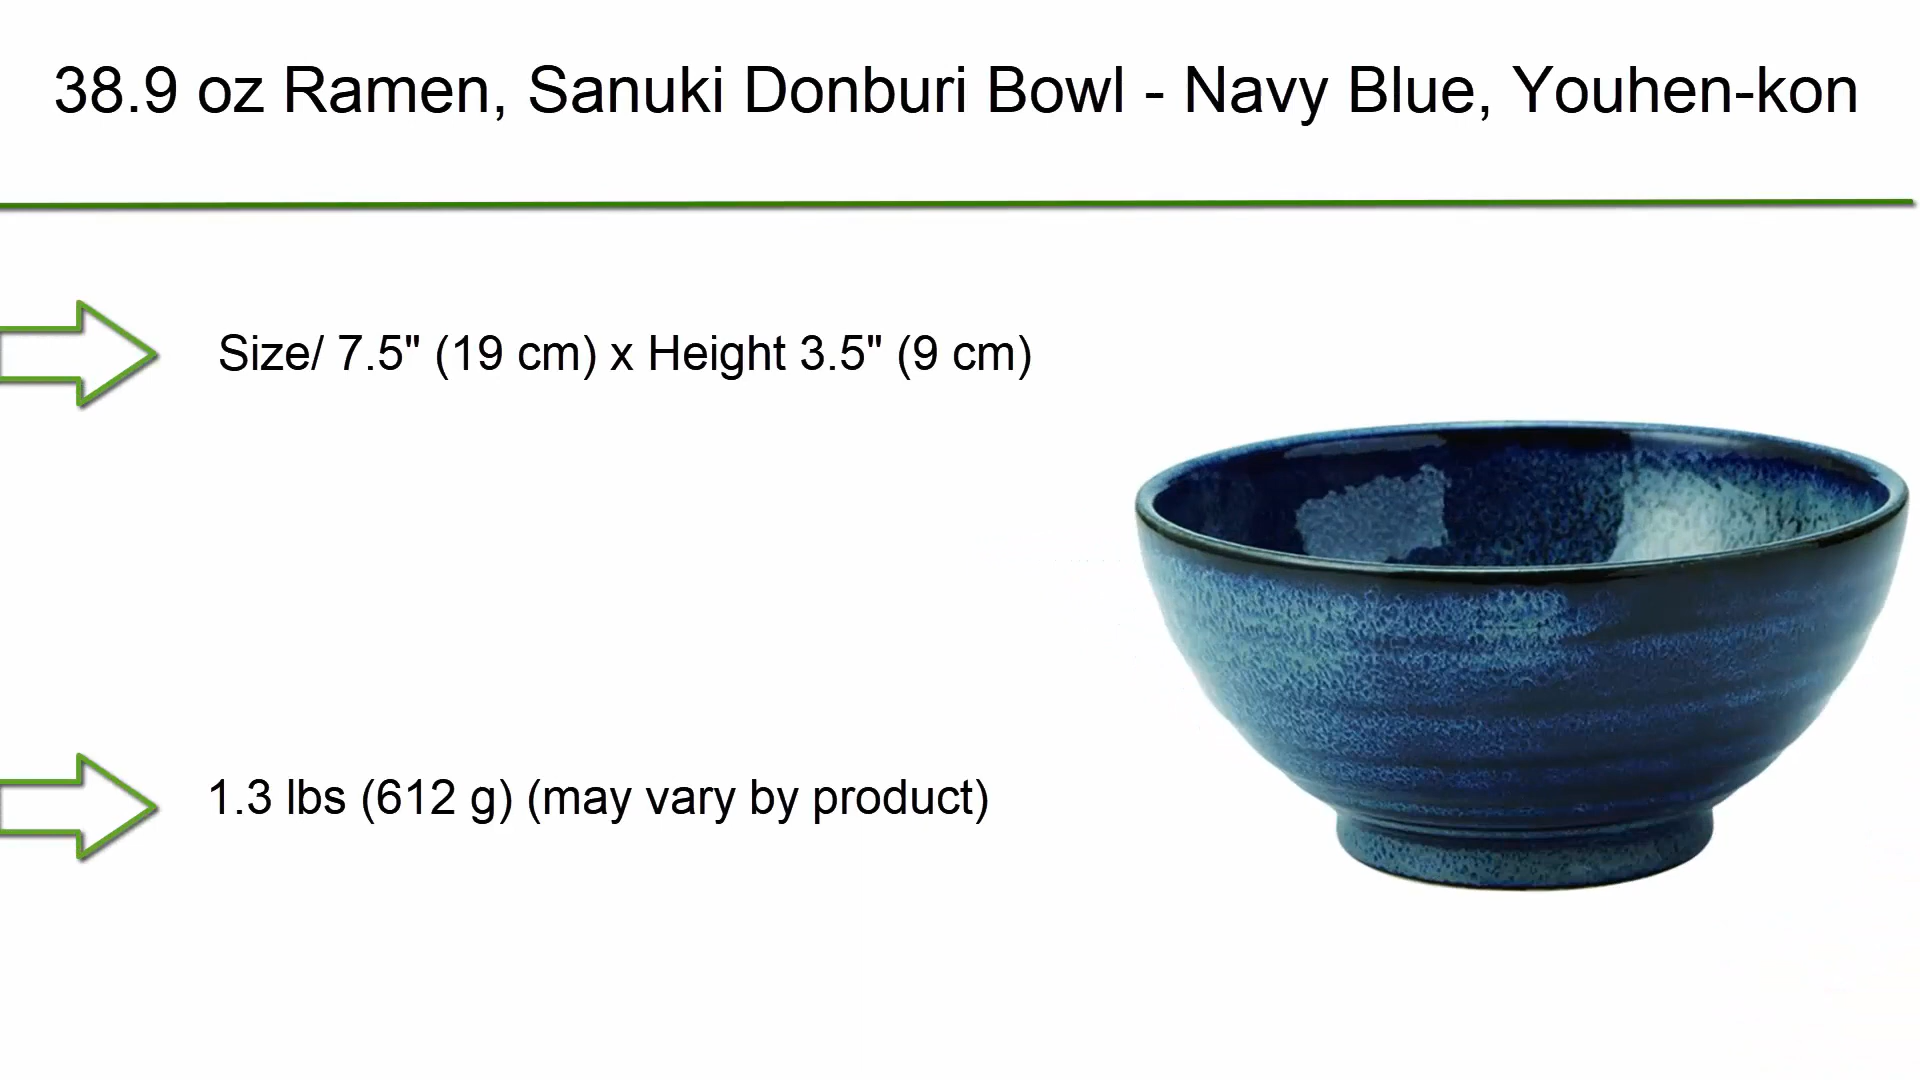 38.9 oz Ramen, Sanuki Donburi Bowl - Navy Blue, Youhen-kon
Size/ 7.5" (19 cm) x Height 3.5" (9 cm)
1.3 lbs (612 g) (may vary by product)